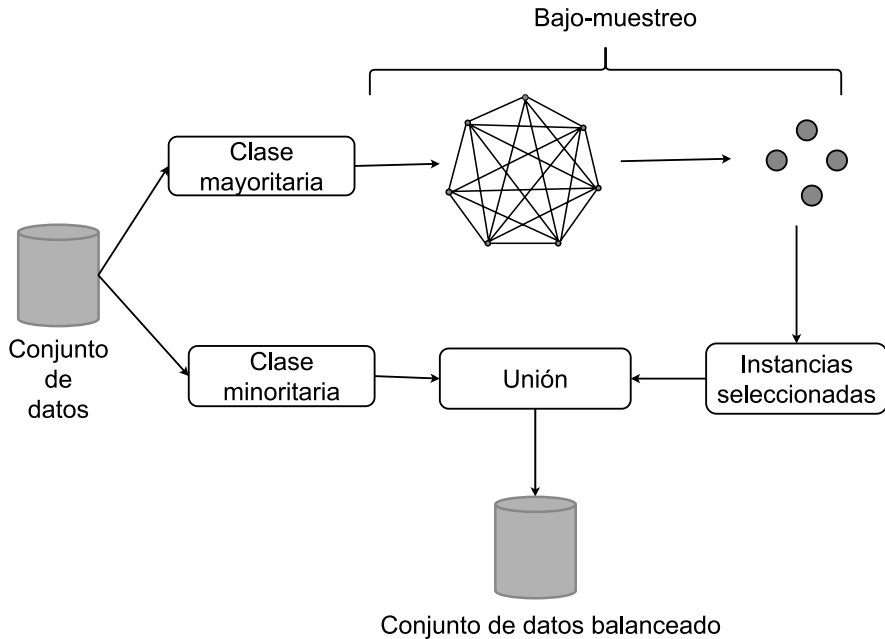 Bajo-muestreo
Clase
mayoritaria
Conjunto
de
datos
Clase
minoritaria
Unión
Instancias
seleccionadas
Conjunto de datos balanceado